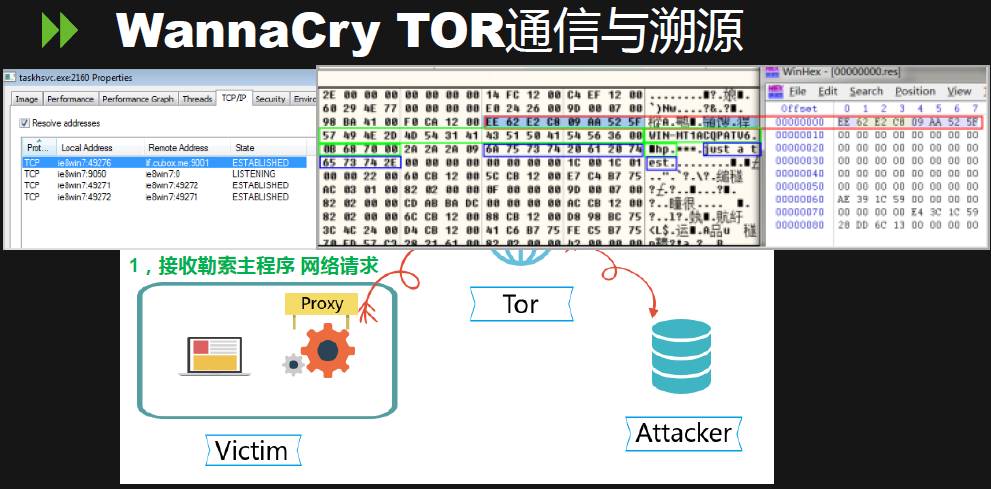 WannaCry TOR通信与溯源
taskhsvc.exe:2160 Properties
Image Performance Performance Graph Threads TCP/IP Security Enviro
Resolve addresses
Prot... Local Address Remote Address State
TCP ie8win7:49276 lf.cubox.me:9001 ESTABLISHED
TCP ie8win7:9050 ie8win7:0 LISTENING
TCP ie8win7:49271 ie8win7:49272 ESTABLISHED
TCP ie8win7:49272 ie8win7:49271 ESTABLISHED
2E 00 00 00 00 00 00 00 14 FC 12 00 C4 EF 12 00
60 29 4E 77 00 00 00 00 E0 24 26 00 9D 00 07 00
98 BA 41 00 F0 CA 12 00 EE 62 E2 C8 09 AA 52 5F
57 49 4E 2D 4D 54 31 41 43 51 50 41 54 56 36 00 WIN-MT1ACQPATV6.
0B 68 70 00 2A 2A 2A 09 6A 75 73 74 20 61 20 74 hp.***.just a t
65 73 74 2E 00 00 00 00 00 00 00 00 1C 00 01 est.
00 00 22 00 60 CB 12 00 5C CB 12 00 E7 C4 B7 75
AC 03 01 00 82 02 00 00 0F 00 00 00 9D 00 07 00
82 02 00 00 CD AB BA DC 00 00 00 00 AC CB 12 00
82 02 00 00 6C CB 12 00 88 CB 12 00 D8 98 BC 75
3C 4C 24 00 D4 CB 12 00 41 C6 B7 75 FE C5 B7 75
WinHex - [00000000.res]
File Edit Search Position View
Offset 0 1 2 3 4 5 6 7
00000000 EE 62 E2 C8 09 AA 52 5F
00000010 00 00 00 00 00 00 00 00
00000020 00 00 00 00 00 00 00 00
00000030 00 00 00 00 00 00 00 00
00000040 00 00 00 00 00 00 00 00
00000050 00 00 00 00 00 00 00 00
00000060 AE 39 1C 59 00 00 00 00
00000070 00 00 00 00 E4 3C 1C 59
00000080 28 DD 6C 13 00 00 00 00
1，接收勒索主程序 网络请求
Proxy
Tor
Victim
Attacker